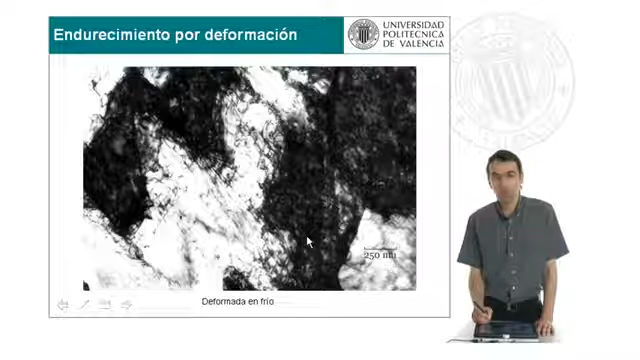 Endurecimiento por deformación
UNIVERSIDAD
POLITECNICA
DE VALENCIA
250 nm
Deformada en frío